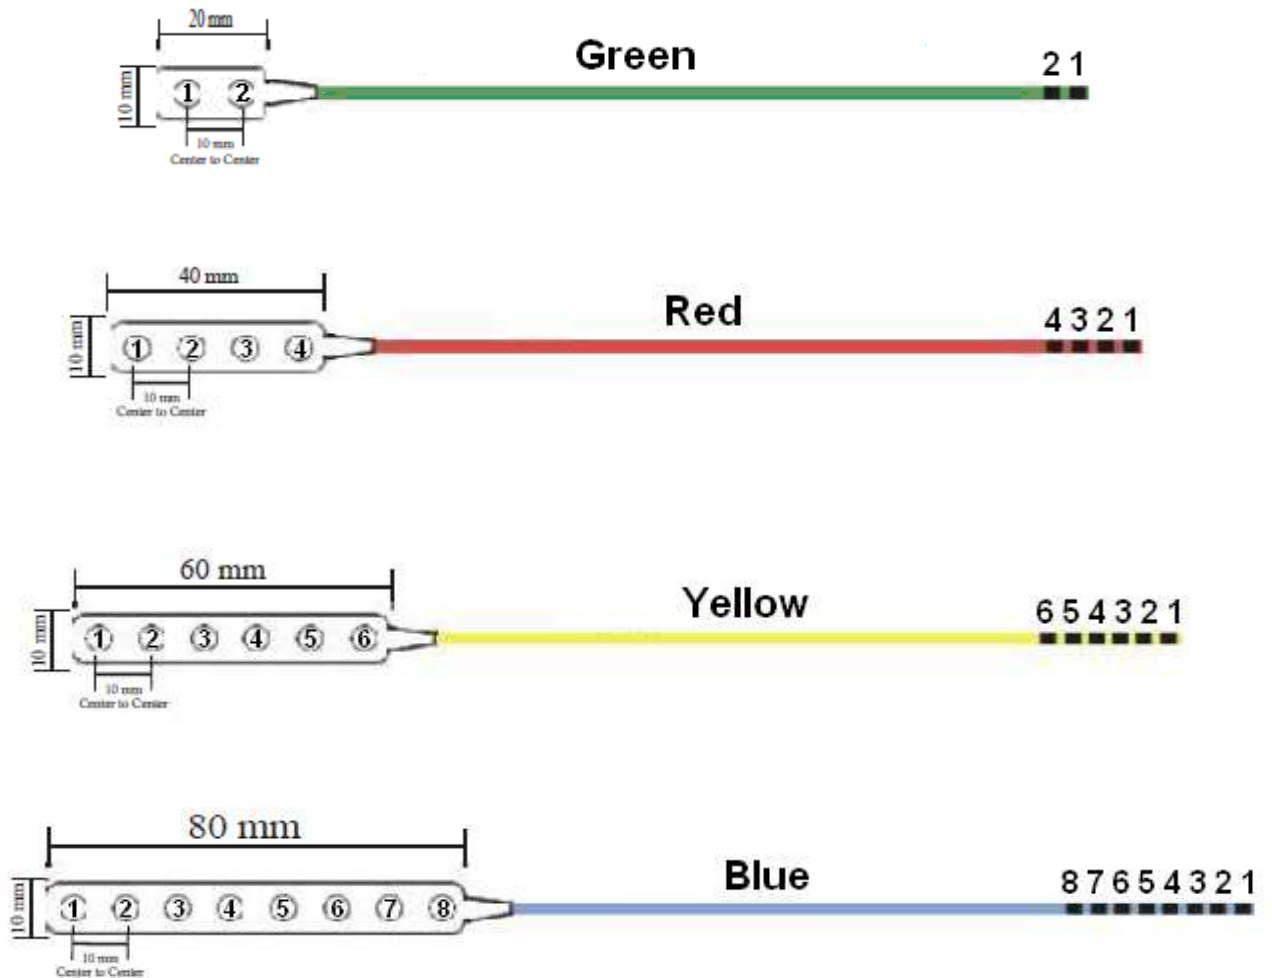 20 mm
Green
2 1
10 mm
1 2
10 mm
Center to Center
40 mm
Red
4 3 2 1
10 mm
1 2 3 4
10 mm
Center to Center
60 mm
Yellow
6 5 4 3 2 1
10 mm
1 2 3 4 5 6
10 mm
Center to Center
80 mm
Blue
8 7 6 5 4 3 2 1
10 mm
1 2 3 4 5 6 7 8
10 mm
Center to Center